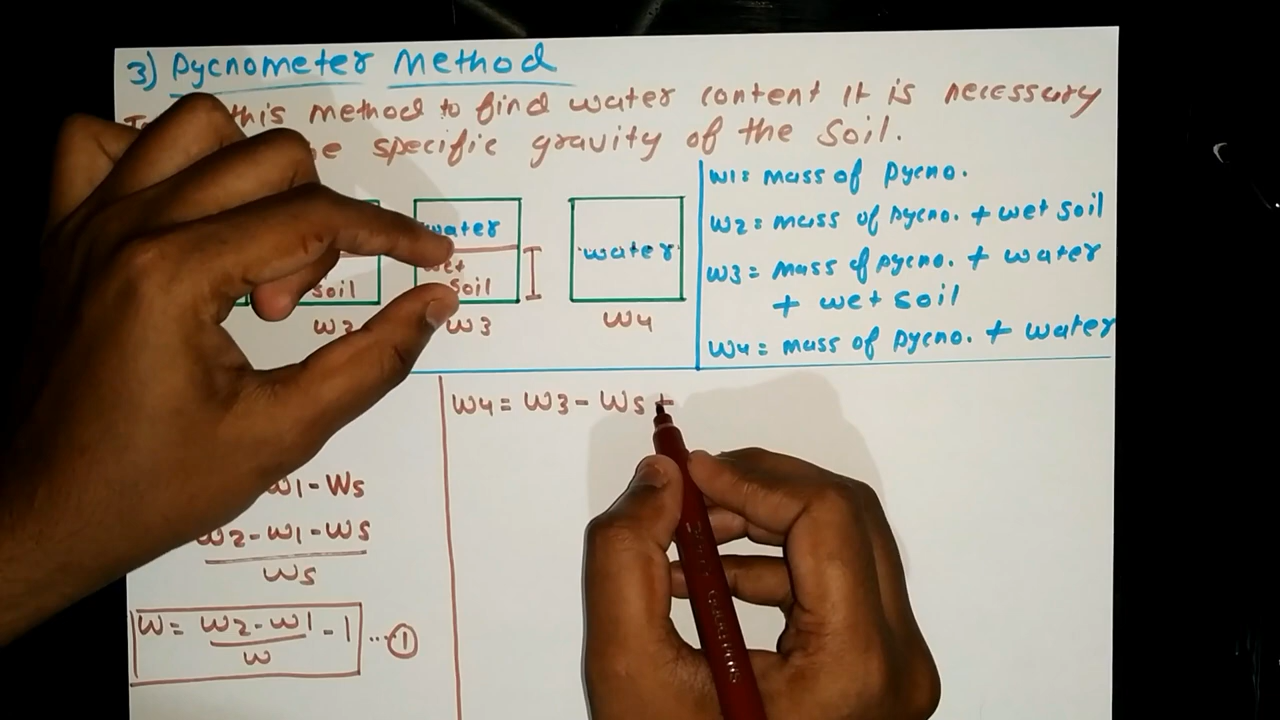 3) Pycnometer Method
this method to find water content it is necessary
specific gravity of the soil.
w1= mass of pycno.
w2= mass of pycno. + wet soil
w3= mass of pycno. + water
+ wet soil
w4= mass of pycno. + water
soil
w2
water
wet
soil
w3
water
w4
w1-Ws
w2-w1-Ws
Ws
w= w2-w1 -1 ...①
w
w4= w3- Ws +